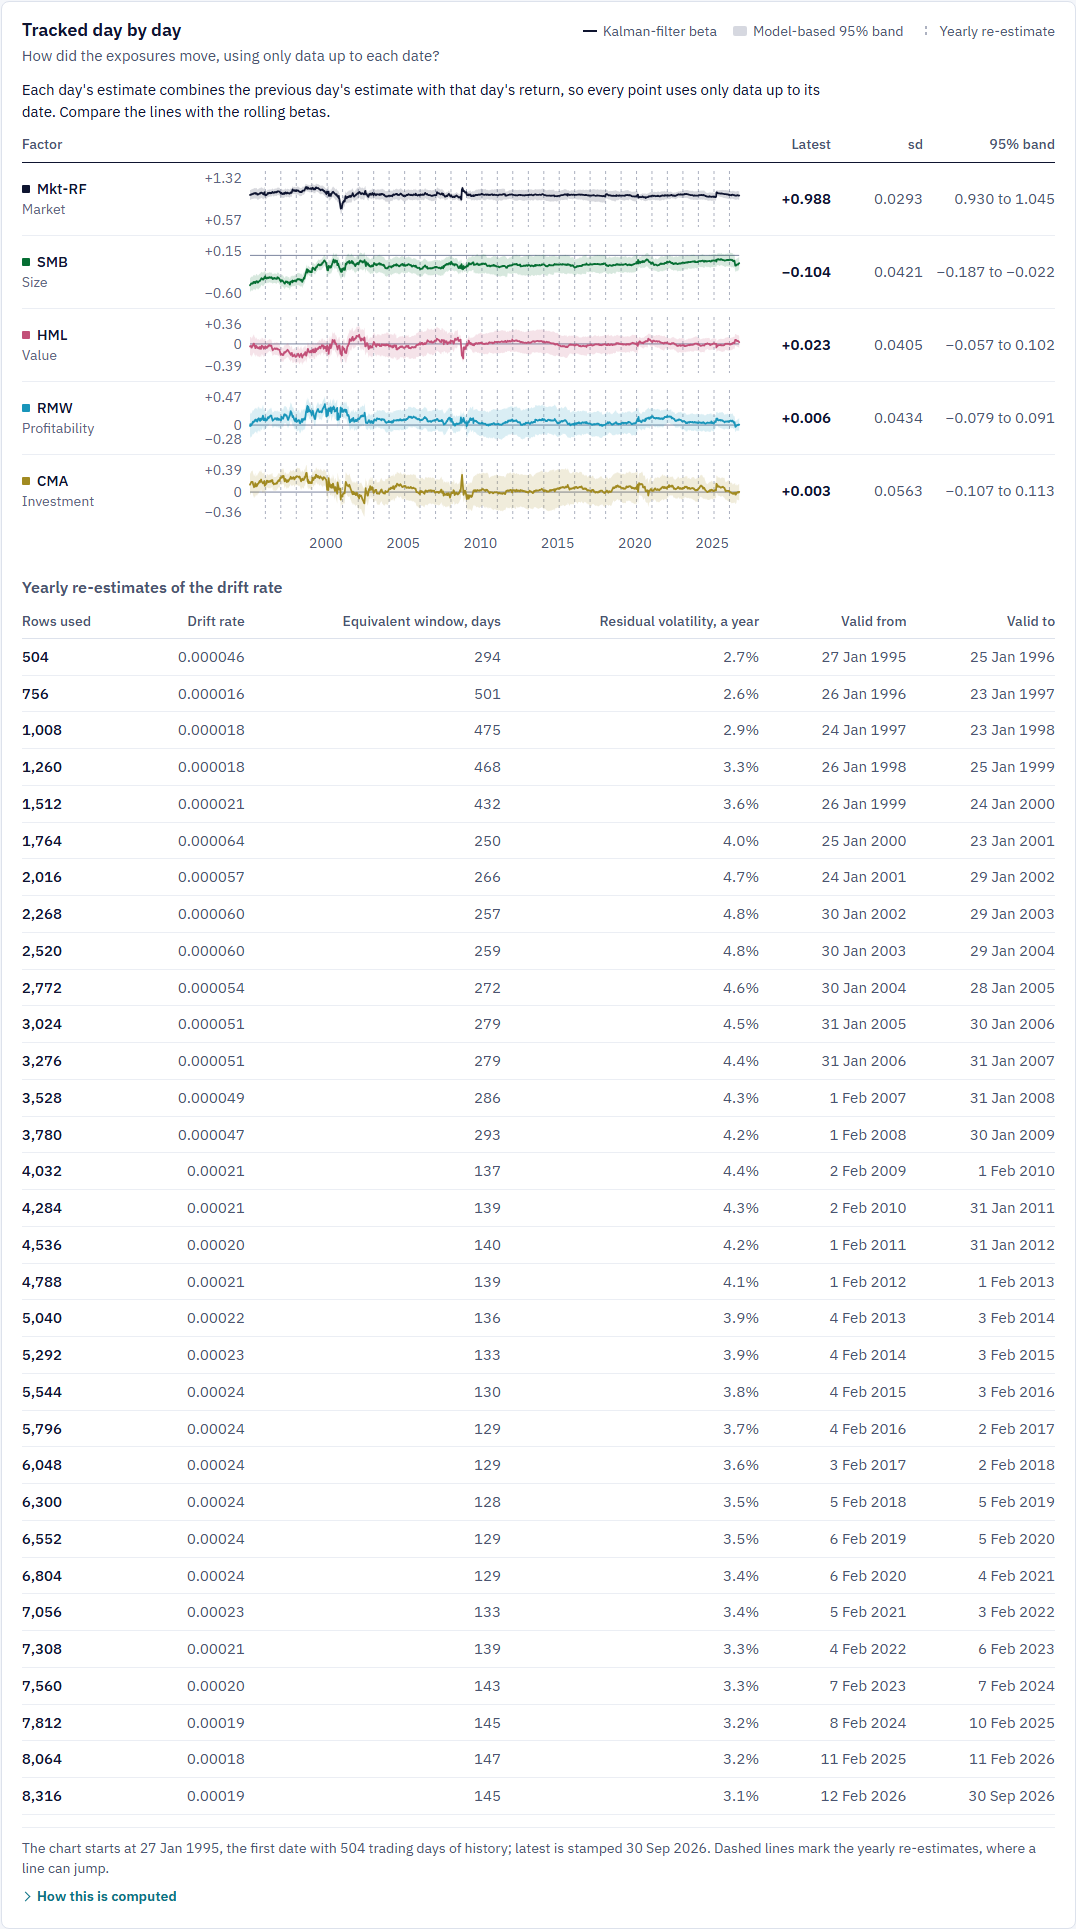 Tracked day by day
Kalman-filter beta Model-based 95% band Yearly re-estimate
How did the exposures move, using only data up to each date?
Each day's estimate combines the previous day's estimate with that day's return, so every point uses only data up to its
date. Compare the lines with the rolling betas.
Factor Latest sd 95% band
Mkt-RF
Market
+1.32
+0.57
+0.988 0.0293 0.930 to 1.045
SMB
Size
+0.15
−0.60
−0.104 0.0421 −0.187 to −0.022
HML
Value
+0.36
0
−0.39
+0.023 0.0405 −0.057 to 0.102
RMW
Profitability
+0.47
0
−0.28
+0.006 0.0434 −0.079 to 0.091
CMA
Investment
+0.39
0
−0.36
+0.003 0.0563 −0.107 to 0.113
2000 2005 2010 2015 2020 2025
Yearly re-estimates of the drift rate
Rows used Drift rate Equivalent window, days Residual volatility, a year Valid from Valid to
504 0.000046 294 2.7% 27 Jan 1995 25 Jan 1996
756 0.000016 501 2.6% 26 Jan 1996 23 Jan 1997
1,008 0.000018 475 2.9% 24 Jan 1997 23 Jan 1998
1,260 0.000018 468 3.3% 26 Jan 1998 25 Jan 1999
1,512 0.000021 432 3.6% 26 Jan 1999 24 Jan 2000
1,764 0.000064 250 4.0% 25 Jan 2000 23 Jan 2001
2,016 0.000057 266 4.7% 24 Jan 2001 29 Jan 2002
2,268 0.000060 257 4.8% 30 Jan 2002 29 Jan 2003
2,520 0.000060 259 4.8% 30 Jan 2003 29 Jan 2004
2,772 0.000054 272 4.6% 30 Jan 2004 28 Jan 2005
3,024 0.000051 279 4.5% 31 Jan 2005 30 Jan 2006
3,276 0.000051 279 4.4% 31 Jan 2006 31 Jan 2007
3,528 0.000049 286 4.3% 1 Feb 2007 31 Jan 2008
3,780 0.000047 293 4.2% 1 Feb 2008 30 Jan 2009
4,032 0.00021 137 4.4% 2 Feb 2009 1 Feb 2010
4,284 0.00021 139 4.3% 2 Feb 2010 31 Jan 2011
4,536 0.00020 140 4.2% 1 Feb 2011 31 Jan 2012
4,788 0.00021 139 4.1% 1 Feb 2012 1 Feb 2013
5,040 0.00022 136 3.9% 4 Feb 2013 3 Feb 2014
5,292 0.00023 133 3.9% 4 Feb 2014 3 Feb 2015
5,544 0.00024 130 3.8% 4 Feb 2015 3 Feb 2016
5,796 0.00024 129 3.7% 4 Feb 2016 2 Feb 2017
6,048 0.00024 129 3.6% 3 Feb 2017 2 Feb 2018
6,300 0.00024 128 3.5% 5 Feb 2018 5 Feb 2019
6,552 0.00024 129 3.5% 6 Feb 2019 5 Feb 2020
6,804 0.00024 129 3.4% 6 Feb 2020 4 Feb 2021
7,056 0.00023 133 3.4% 5 Feb 2021 3 Feb 2022
7,308 0.00021 139 3.3% 4 Feb 2022 6 Feb 2023
7,560 0.00020 143 3.3% 7 Feb 2023 7 Feb 2024
7,812 0.00019 145 3.2% 8 Feb 2024 10 Feb 2025
8,064 0.00018 147 3.2% 11 Feb 2025 11 Feb 2026
8,316 0.00019 145 3.1% 12 Feb 2026 30 Sep 2026
The chart starts at 27 Jan 1995, the first date with 504 trading days of history; latest is stamped 30 Sep 2026. Dashed lines mark the yearly re-estimates, where a
line can jump.
How this is computed